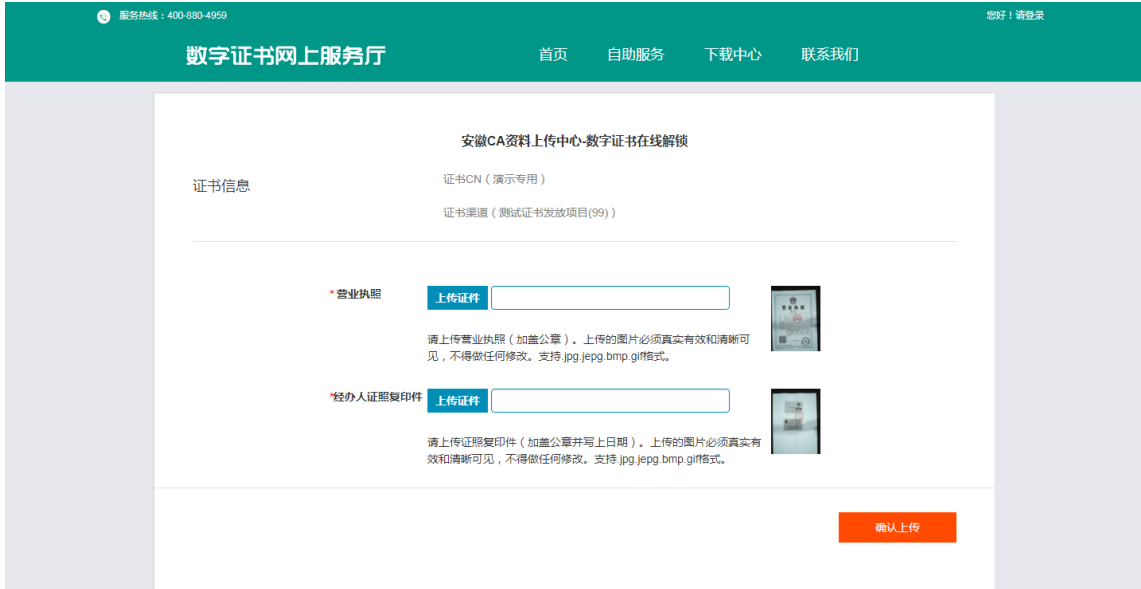 服务热线：400-880-4959
您好！请登录
数字证书网上服务厅
首页
自助服务
下载中心
联系我们
安徽CA资料上传中心-数字证书在线解锁
证书信息
证书CN（演示专用）
证书渠道（测试证书发放项目(99)）
*营业执照
上传证件
请上传营业执照（加盖公章）。上传的图片必须真实有效和清晰可
见，不得做任何修改。支持.jpg.jepg.bmp.gif格式。
*经办人证照复印件
上传证件
请上传证照复印件（加盖公章并写上日期）。上传的图片必须真实有
效和清晰可见，不得做任何修改。支持.jpg.jepg.bmp.gif格式。
确认上传